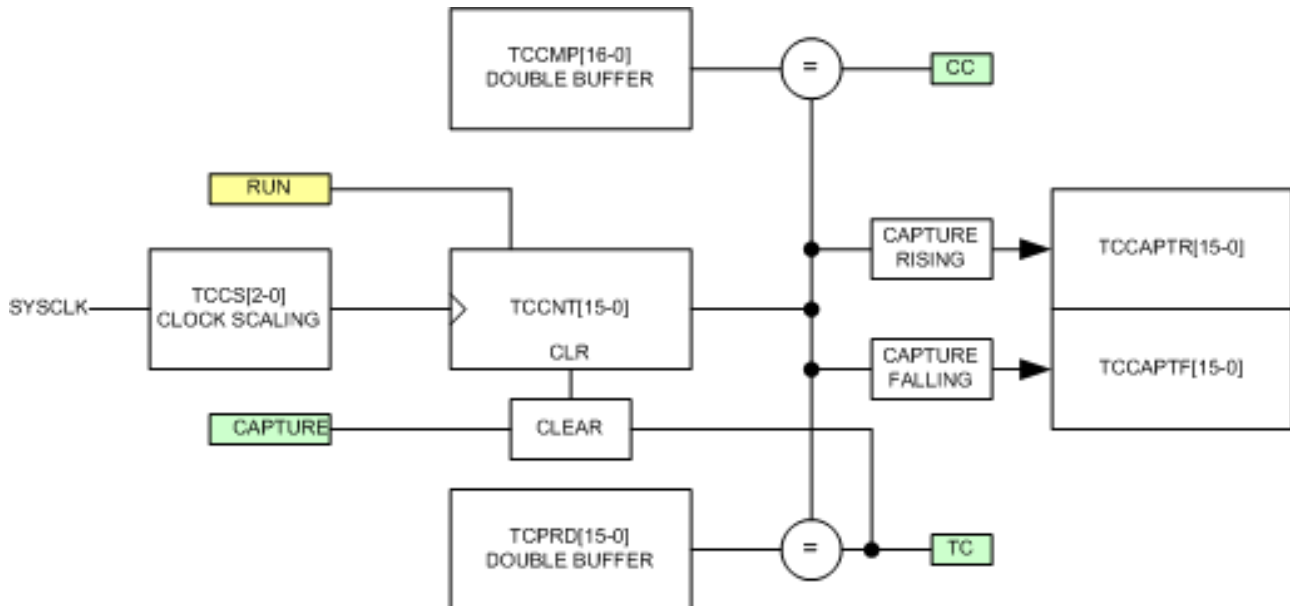 TCCMP[16-0]
DOUBLE BUFFER
=
CC
RUN
CAPTURE
RISING
TCCAPTR[15-0]
SYSCLK
TCCS[2-0]
CLOCK SCALING
TCCNT[15-0]
CLR
CAPTURE
FALLING
TCCAPTF[15-0]
CAPTURE
CLEAR
TCPRD[15-0]
DOUBLE BUFFER
=
TC